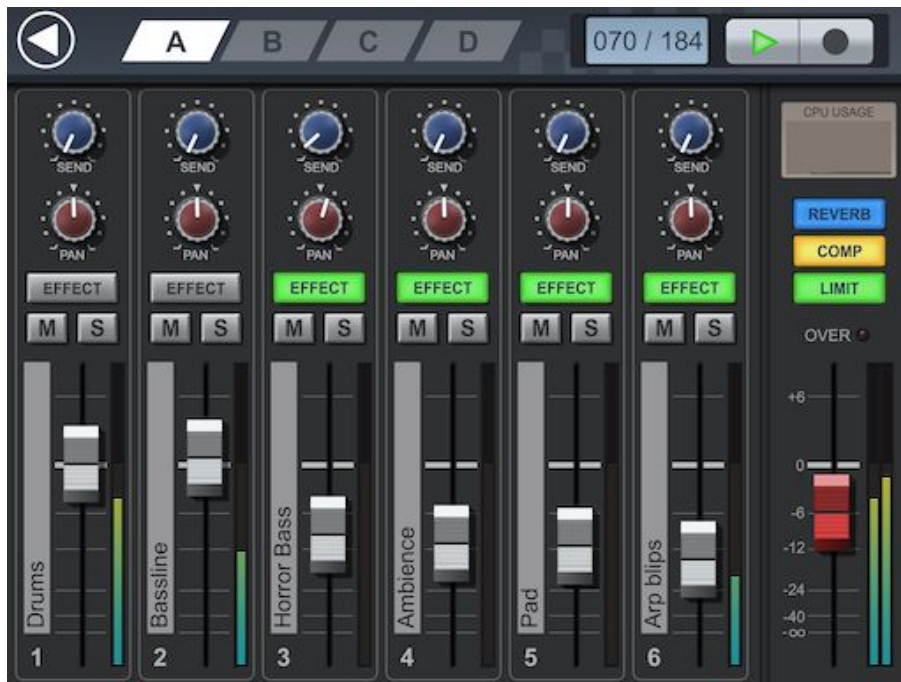 A B C D 070 / 184
SEND SEND SEND SEND SEND SEND CPU USAGE
PAN PAN PAN PAN PAN PAN REVERB
COMP
EFFECT EFFECT EFFECT EFFECT EFFECT EFFECT LIMIT
M S M S M S M S M S M S OVER
Drums Bassline Horror Bass Ambience Pad Arp blips
+6
0
-6
-12
-24
-40
-∞
1 2 3 4 5 6